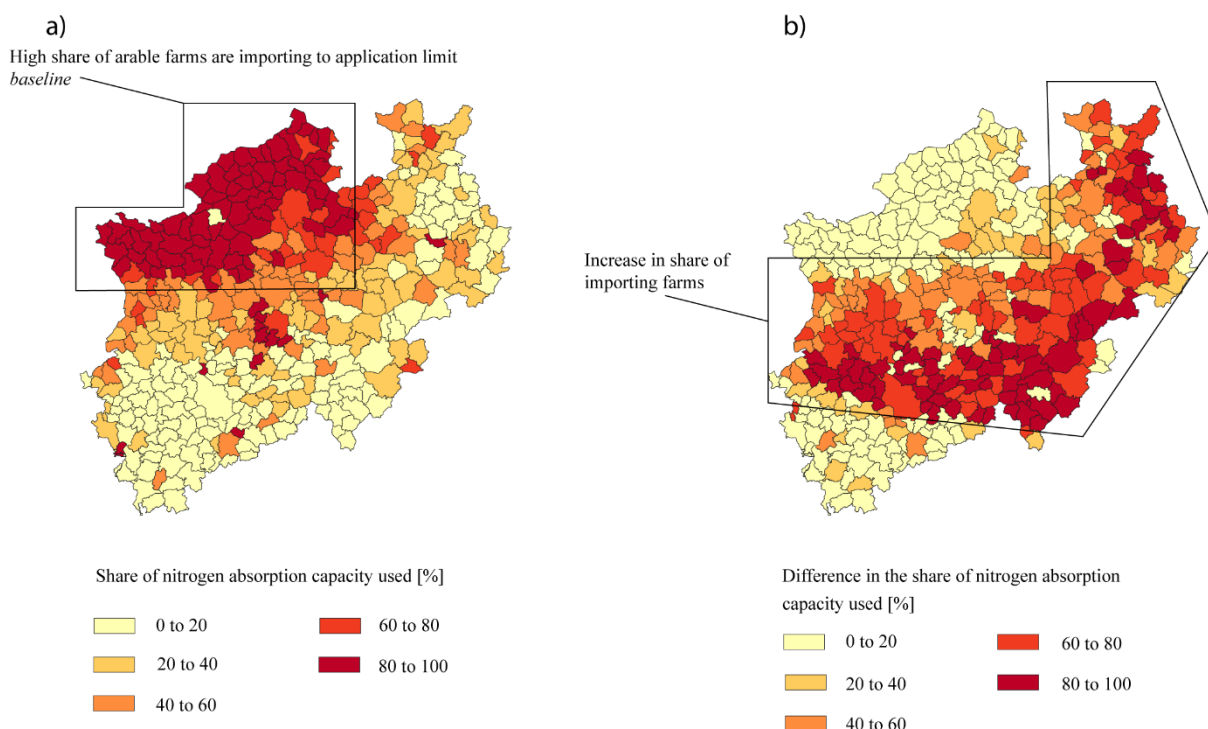 a)
High share of arable farms are importing to application limit
baseline
Share of nitrogen absorption capacity used [%]
0 to 20
60 to 80
20 to 40
80 to 100
40 to 60
b)
Increase in share of
importing farms
Difference in the share of nitrogen absorption
capacity used [%]
0 to 20
60 to 80
20 to 40
80 to 100
40 to 60